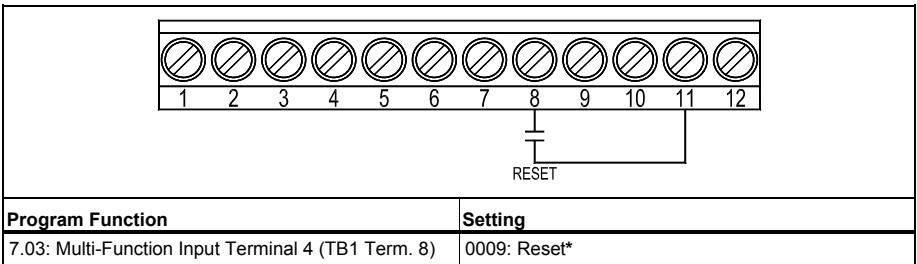 1 2 3 4 5 6 7 8 9 10 11 12
RESET
Program Function Setting
7.03: Multi-Function Input Terminal 4 (TB1 Term. 8) 0009: Reset*